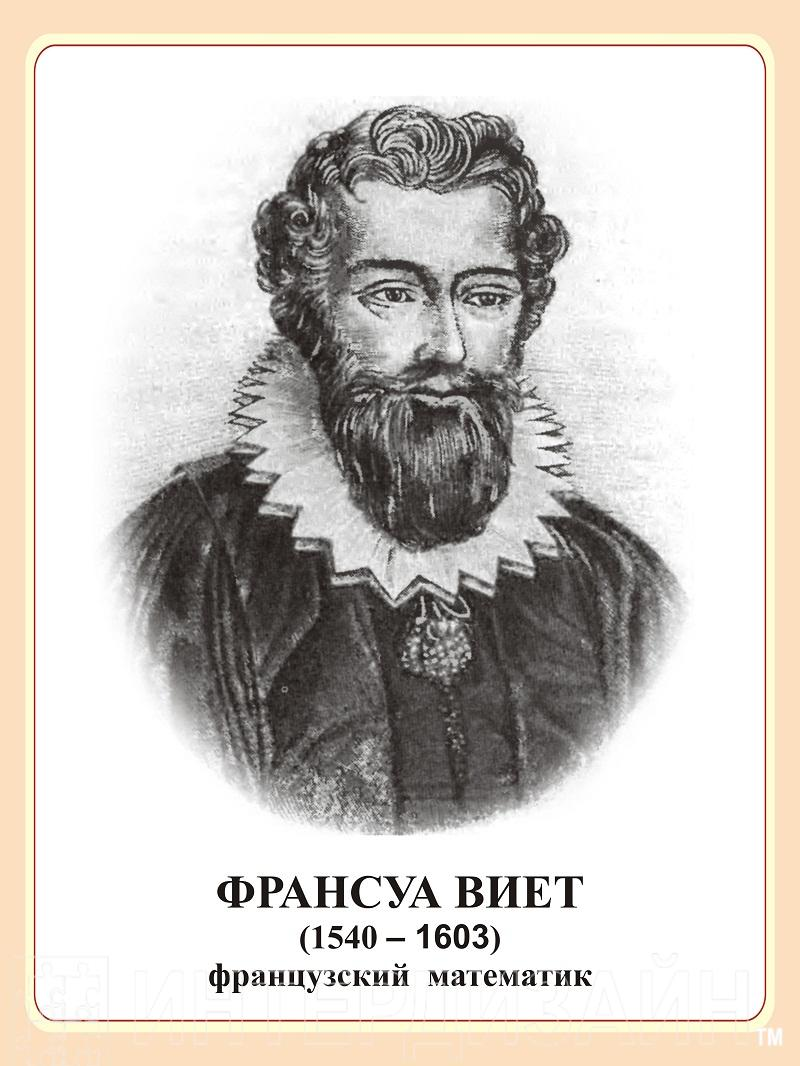 ФРАНСУА ВИЕТ
(1540 – 1603)
французский математик
ИНТЕРДИЗАЙН
TM